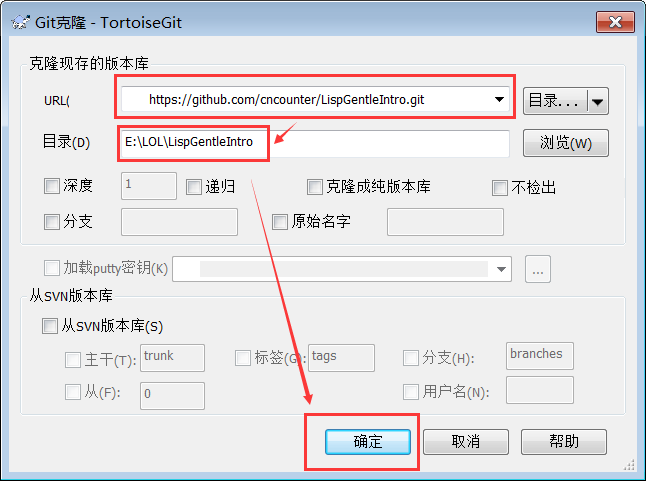 Git克隆 - TortoiseGit
克隆现存的版本库
URL( https://github.com/cncounter/LispGentleIntro.git 目录...
目录(D) E:\LOL\LispGentleIntro 浏览(W)
深度 1 递归 克隆成纯版本库 不检出
分支 原始名字
加载putty密钥(K) ...
从SVN版本库
从SVN版本库(S)
主干(T): trunk 标签(G): tags 分支(H): branches
从(F): 0 用户名(N):
确定 取消 帮助